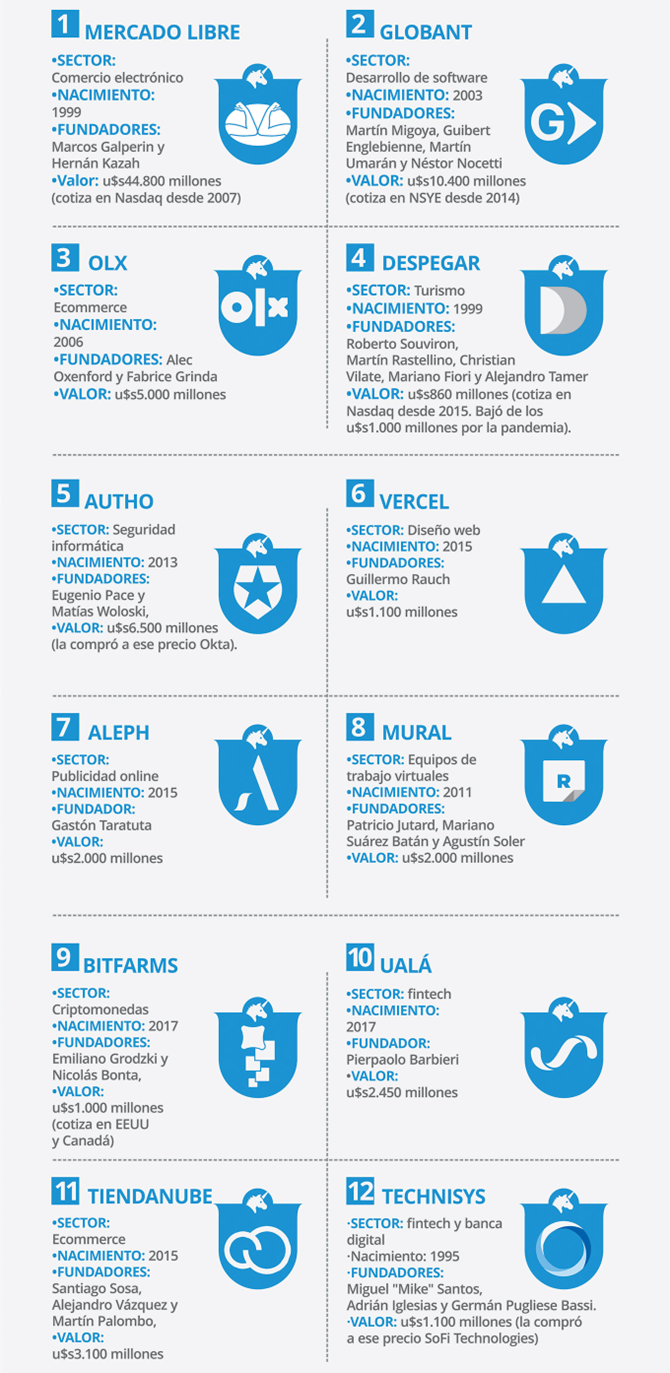 1 MERCADO LIBRE
•SECTOR:
Comercio electrónico
•NACIMIENTO:
1999
•FUNDADORES:
Marcos Galperin y
Hernán Kazah
•Valor: u$s44.800 millones
(cotiza en Nasdaq desde 2007)
2 GLOBANT
•SECTOR:
Desarrollo de software
•NACIMIENTO: 2003
•FUNDADORES:
Martín Migoya, Guibert
Englebienne, Martín
Umarán y Néstor Nocetti
•VALOR: u$s10.400 millones
(cotiza en NSYE desde 2014)
G
3 OLX
•SECTOR:
Ecommerce
•NACIMIENTO:
2006
•FUNDADORES: Alec
Oxenford y Fabrice Grinda
•VALOR: u$s5.000 millones
olx
4 DESPEGAR
•SECTOR: Turismo
•NACIMIENTO: 1999
•FUNDADORES:
Roberto Souviron,
Martín Rastellino, Christian
Vilate, Mariano Fiori y Alejandro Tamer
•VALOR: u$s860 millones (cotiza en
Nasdaq desde 2015. Bajó de los
u$s1.000 millones por la pandemia).
5 AUTHO
•SECTOR: Seguridad
informática
•NACIMIENTO: 2013
•FUNDADORES:
Eugenio Pace y
Matías Woloski,
•VALOR: u$s6.500 millones
(la compró a ese precio Okta).
6 VERCEL
•SECTOR: Diseño web
•NACIMIENTO: 2015
•FUNDADORES:
Guillermo Rauch
•VALOR:
u$s1.100 millones
7 ALEPH
•SECTOR:
Publicidad online
•NACIMIENTO: 2015
•FUNDADOR:
Gastón Taratuta
•VALOR:
u$s2.000 millones
8 MURAL
•SECTOR: Equipos de
trabajo virtuales
•NACIMIENTO: 2011
•FUNDADORES:
Patricio Jutard, Mariano
Suárez Batán y Agustín Soler
•VALOR: u$s2.000 millones
R
9 BITFARMS
•SECTOR:
Criptomonedas
•NACIMIENTO: 2017
•FUNDADORES:
Emiliano Grodzki y
Nicolás Bonta,
•VALOR:
u$s1.000 millones
(cotiza en EEUU
y Canadá)
10 UALÁ
•SECTOR: fintech
•NACIMIENTO:
2017
•FUNDADOR:
Pierpaolo Barbieri
•VALOR:
u$s2.450 millones
11 TIENDANUBE
•SECTOR:
Ecommerce
•NACIMIENTO: 2015
•FUNDADORES:
Santiago Sosa,
Alejandro Vázquez y
Martín Palombo,
•VALOR:
u$s3.100 millones
12 TECHNISYS
·SECTOR: fintech y banca
digital
·Nacimiento: 1995
·FUNDADORES:
Miguel "Mike" Santos,
Adrián Iglesias y Germán Pugliese Bassi.
·VALOR: u$s1.100 millones (la compró
a ese precio SoFi Technologies)